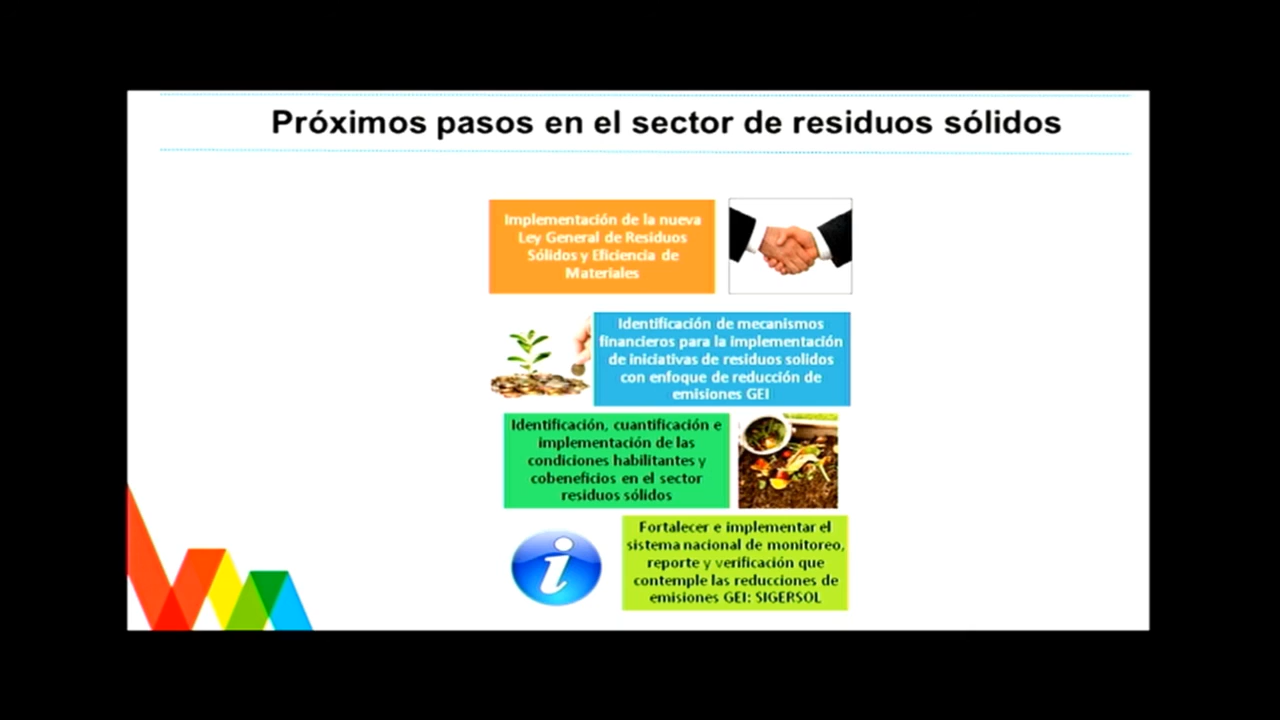 Próximos pasos en el sector de residuos sólidos
Implementación de la nueva
Ley General de Residuos
Sólidos y Eficiencia de
Materiales
Identificación de mecanismos
financieros para la implementación
de iniciativas de residuos solidos
con enfoque de reducción de
emisiones GEI
Identificación, cuantificación e
implementación de las
condiciones habilitantes y
cobeneficios en el sector
residuos sólidos
Fortalecer e implementar el
sistema nacional de monitoreo,
reporte y verificación que
contemple las reducciones de
emisiones GEI: SIGERSOL